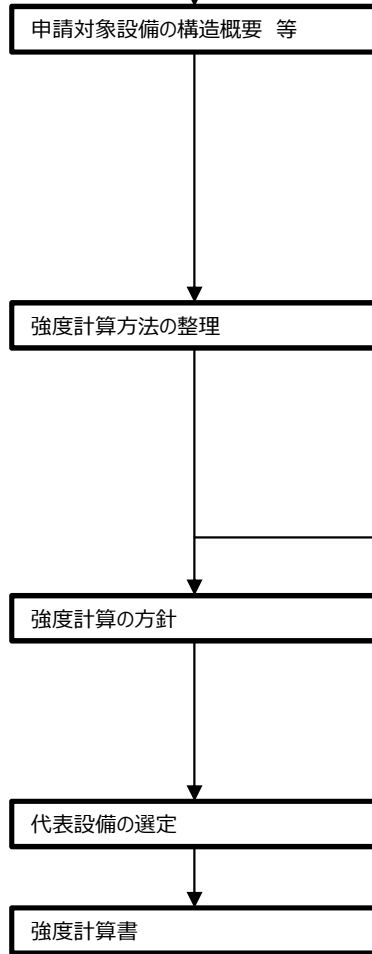 申請対象設備の構造概要 等
強度計算方法の整理
強度計算の方針
代表設備の選定
強度計算書